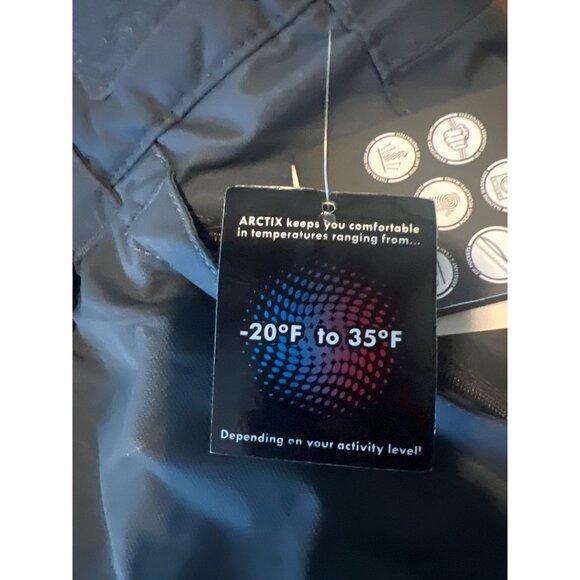 ARCTIX keeps you comfortable
in temperatures ranging from...
-20°F to 35°F
Depending on your activity level!